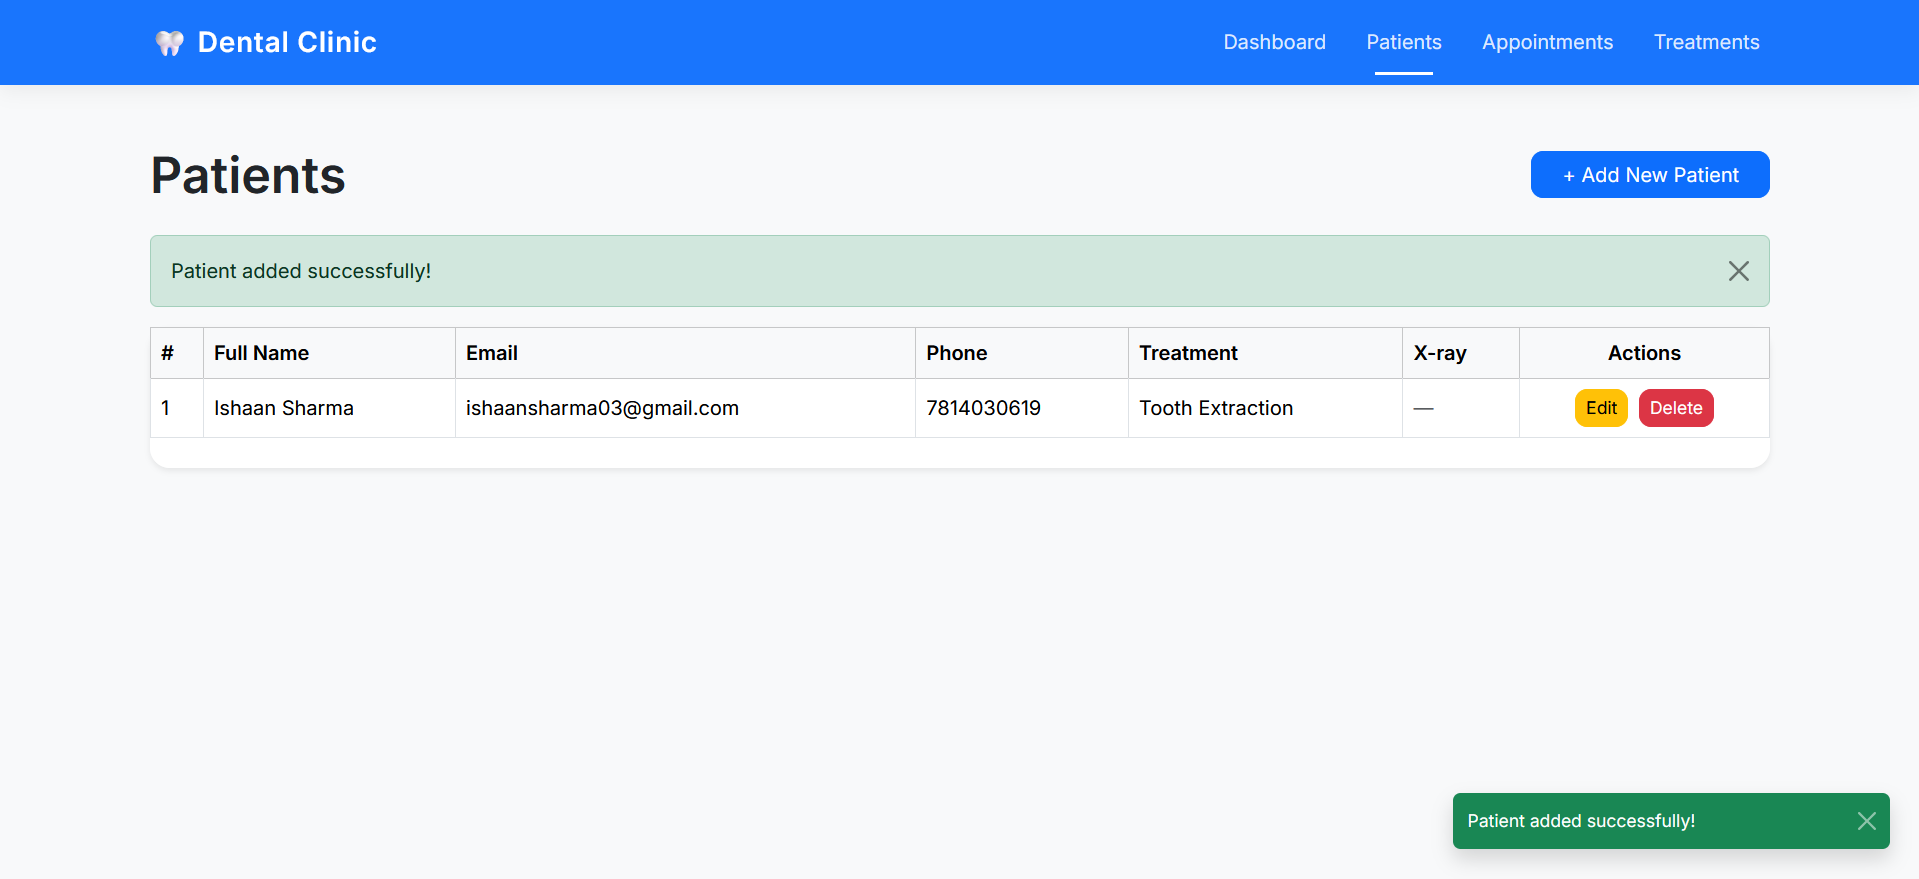 🦷 Dental Clinic Dashboard Patients Appointments Treatments
Patients + Add New Patient
Patient added successfully!
# Full Name Email Phone Treatment X-ray Actions
1 Ishaan Sharma ishaansharma03@gmail.com 7814030619 Tooth Extraction — Edit Delete
Patient added successfully!